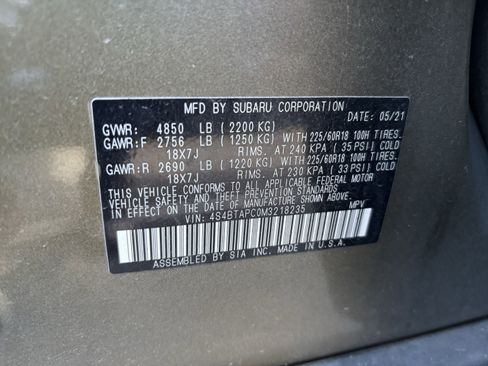 MFD BY SUBARU CORPORATION DATE: 05/21
GVWR: 4850 LB (2200 KG)
GAWR:F 2756 LB (1250 KG) WITH 225/60R18 100H TIRES.
18X7J RIMS. AT 240 KPA (35 PSI) COLD
GAWR:R 2690 LB (1220 KG) WITH 225/60R18 100H TIRES.
18X7J RIMS. AT 230 KPA (33 PSI) COLD
THIS VEHICLE CONFORMS TO ALL APPLICABLE FEDERAL MOTOR
VEHICLE SAFETY AND THEFT PREVENTION STANDARDS IN EFFECT
ON THE DATE OF MANUFACTURE SHOWN ABOVE.
VIN: 4S4BTAPC0M3218235 MPV
ASSEMBLED BY SIA INC. MADE IN U.S.A.